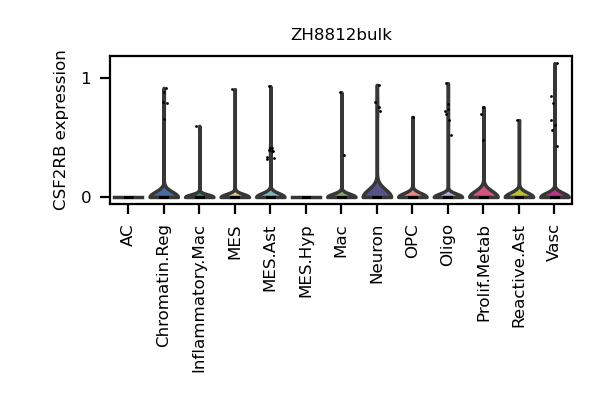 ZH8812bulk
CSF2RB expression
1
0
AC
Chromatin.Reg
Inflammatory.Mac
MES
MES.Ast
MES.Hyp
Mac
Neuron
OPC
Oligo
Prolif.Metab
Reactive.Ast
Vasc